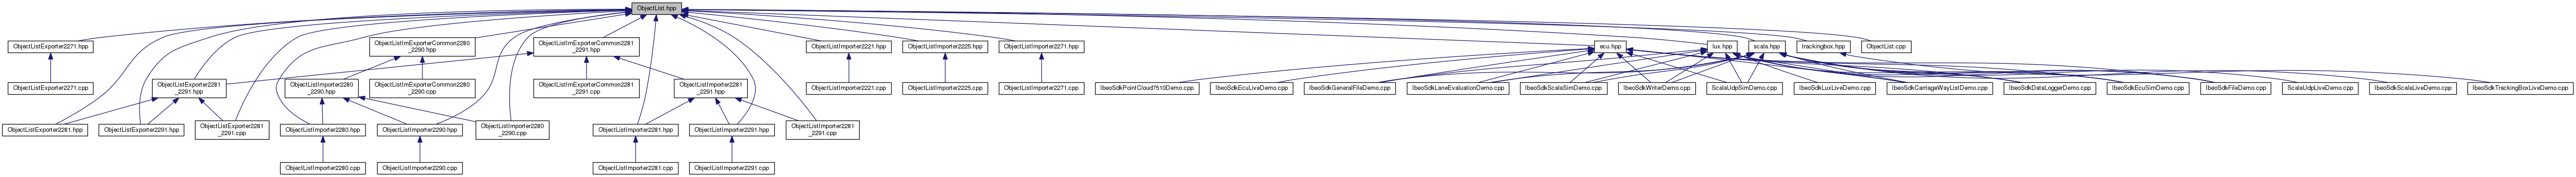 ObjectList.hpp
ObjectListExporter2271.hpp
ObjectListImExporterCommon2280
_2290.hpp
ObjectListImExporterCommon2281
_2291.hpp
ObjectListImporter2221.hpp
ObjectListImporter2225.hpp
ObjectListImporter2271.hpp
ecu.hpp
lux.hpp
scala.hpp
trackingbox.hpp
ObjectList.cpp
ObjectListExporter2271.cpp
ObjectListExporter2281
_2291.hpp
ObjectListImporter2280
_2290.hpp
ObjectListImExporterCommon2280
_2290.cpp
ObjectListImExporterCommon2281
_2291.cpp
ObjectListImporter2281
_2291.hpp
ObjectListImporter2221.cpp
ObjectListImporter2225.cpp
ObjectListImporter2271.cpp
IbeoSdkPointCloud7510Demo.cpp
IbeoSdkEcuLiveDemo.cpp
IbeoSdkGeneralFileDemo.cpp
IbeoSdkLaneEvaluationDemo.cpp
IbeoSdkScalaSimDemo.cpp
IbeoSdkWriterDemo.cpp
ScalaUdpSimDemo.cpp
IbeoSdkLuxLiveDemo.cpp
IbeoSdkCarriageWayListDemo.cpp
IbeoSdkDataLoggerDemo.cpp
IbeoSdkEcuSimDemo.cpp
IbeoSdkFileDemo.cpp
ScalaUdpLiveDemo.cpp
IbeoSdkScalaLiveDemo.cpp
IbeoSdkTrackingBoxLiveDemo.cpp
ObjectListExporter2281.hpp
ObjectListExporter2291.hpp
ObjectListExporter2281
_2291.cpp
ObjectListImporter2280.hpp
ObjectListImporter2290.hpp
ObjectListImporter2280
_2290.cpp
ObjectListImporter2281.hpp
ObjectListImporter2291.hpp
ObjectListImporter2281
_2291.cpp
ObjectListImporter2280.cpp
ObjectListImporter2290.cpp
ObjectListImporter2281.cpp
ObjectListImporter2291.cpp